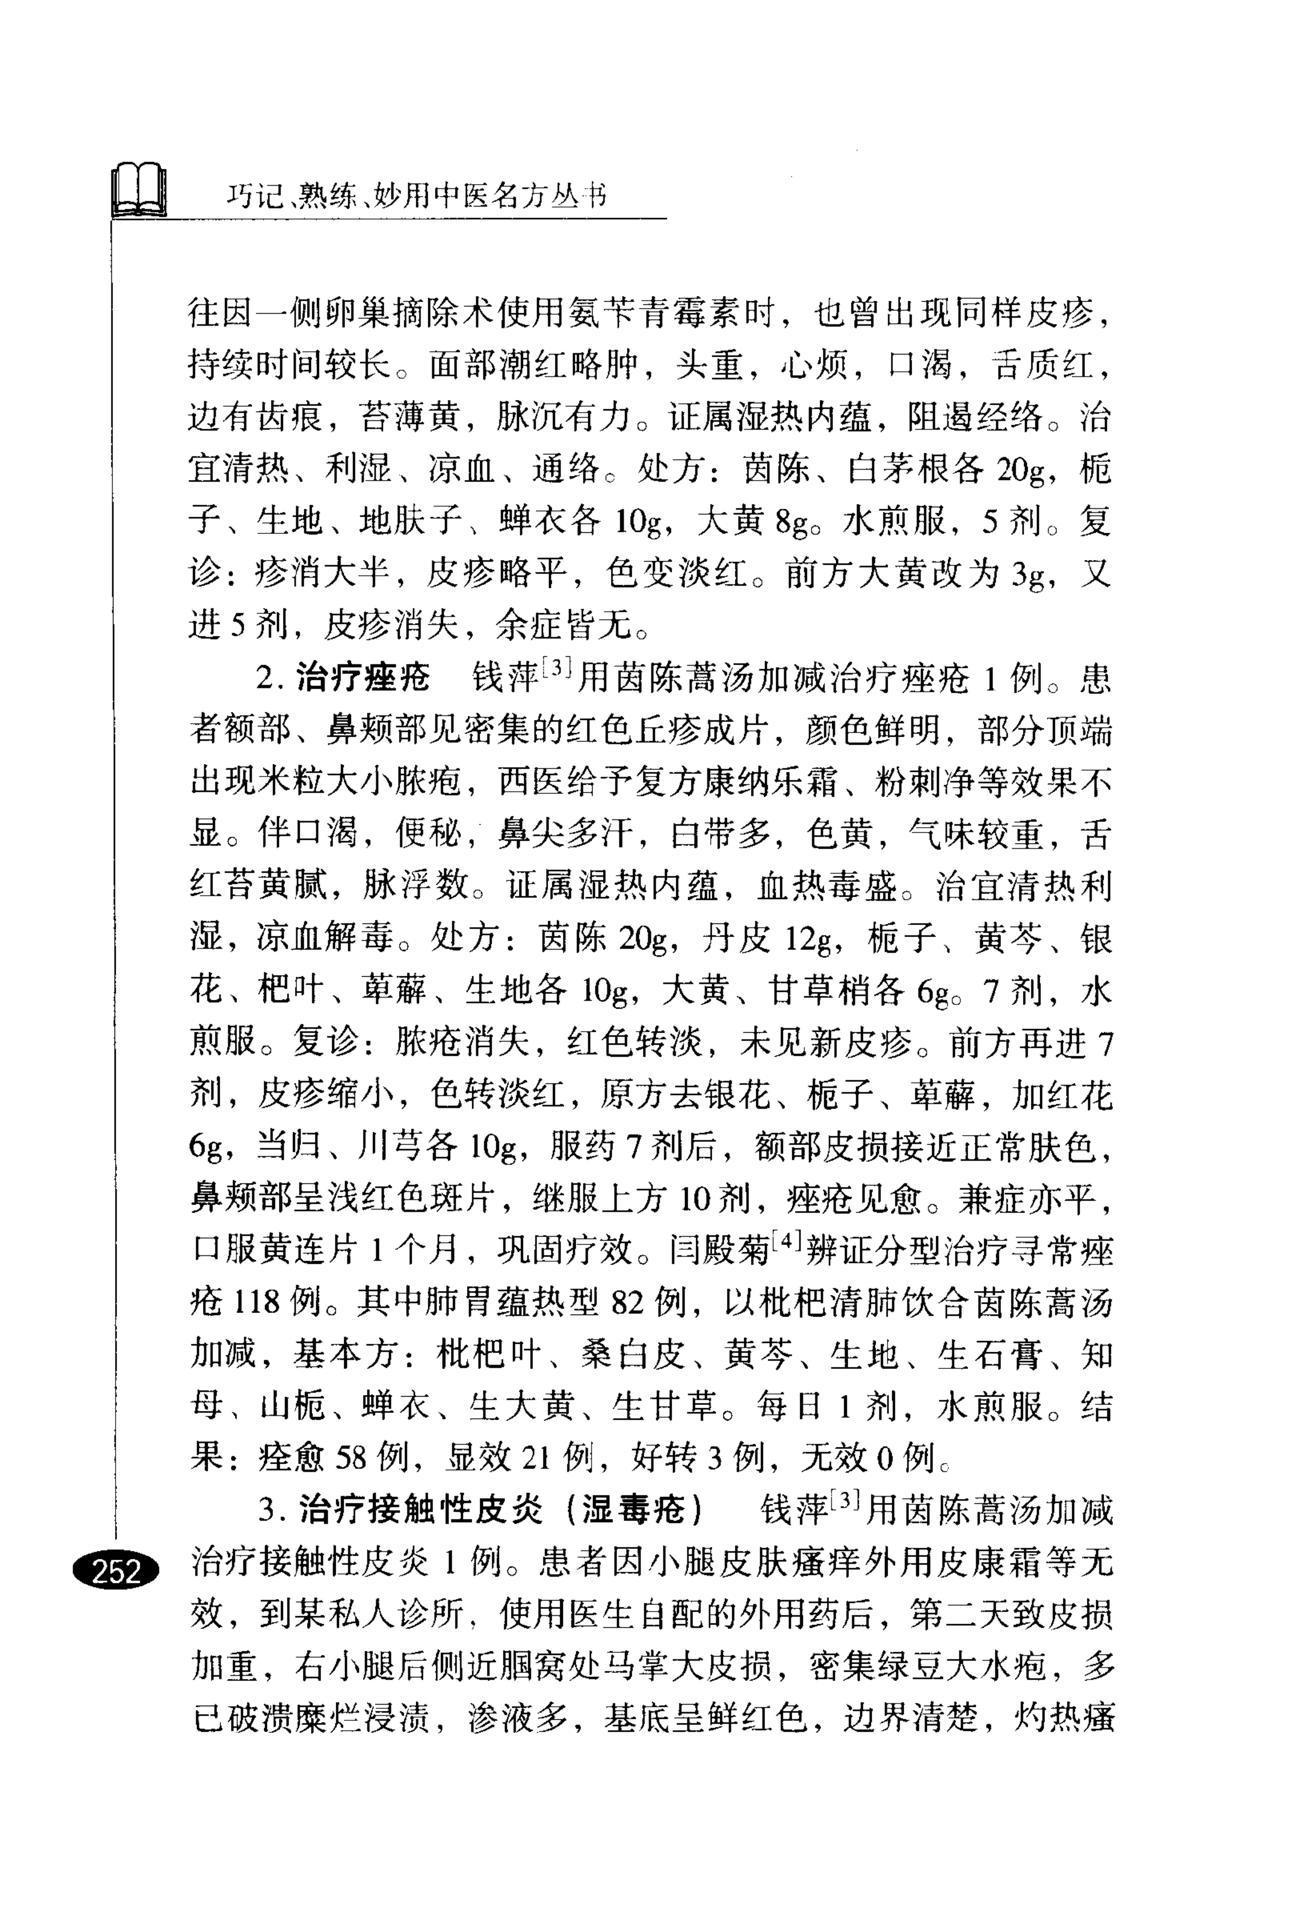 巧记、熟练、妙用中医名方丛书
往因一侧卵巢摘除术使用氨苄青霉素时，也曾出现同样皮疹，
持续时间较长。面部潮红略肿，头重，心烦，口渴，舌质红，
边有齿痕，苔薄黄，脉沉有力。证属湿热内蕴，阻遏经络。治
宜清热、利湿、凉血、通络。处方：茵陈、白茅根各 20g，栀
子、生地、地肤子、蝉衣各 10g，大黄 8g。水煎服，5 剂。复
诊：疹消大半，皮疹略平，色变淡红。前方大黄改为 3g，又
进 5 剂，皮疹消失，余症皆无。
2. 治疗痤疮　钱萍[3]用茵陈蒿汤加减治疗痤疮 1 例。患
者额部、鼻颊部见密集的红色丘疹成片，颜色鲜明，部分顶端
出现米粒大小脓疱，西医给予复方康纳乐霜、粉刺净等效果不
显。伴口渴，便秘，鼻尖多汗，白带多，色黄，气味较重，舌
红苔黄腻，脉浮数。证属湿热内蕴，血热毒盛。治宜清热利
湿，凉血解毒。处方：茵陈 20g，丹皮 12g，栀子、黄芩、银
花、杷叶、萆薢、生地各 10g，大黄、甘草梢各 6g。7 剂，水
煎服。复诊：脓疮消失，红色转淡，未见新皮疹。前方再进 7
剂，皮疹缩小，色转淡红，原方去银花、栀子、萆薢，加红花
6g，当归、川芎各 10g，服药 7 剂后，额部皮损接近正常肤色，
鼻颊部呈浅红色斑片，继服上方 10 剂，痤疮见愈。兼症亦平，
口服黄连片 1 个月，巩固疗效。闫殿菊[4]辨证分型治疗寻常痤
疮 118 例。其中肺胃蕴热型 82 例，以枇杷清肺饮合茵陈蒿汤
加减，基本方：枇杷叶、桑白皮、黄芩、生地、生石膏、知
母、山栀、蝉衣、生大黄、生甘草。每日 1 剂，水煎服。结
果：痊愈 58 例，显效 21 例，好转 3 例，无效 0 例。
3. 治疗接触性皮炎（湿毒疮）　钱萍[3]用茵陈蒿汤加减
治疗接触性皮炎 1 例。患者因小腿皮肤瘙痒外用皮康霜等无
效，到某私人诊所，使用医生自配的外用药后，第二天致皮损
加重，右小腿后侧近腘窝处马掌大皮损，密集绿豆大水疱，多
已破溃糜烂浸渍，渗液多，基底呈鲜红色，边界清楚，灼热瘙
252